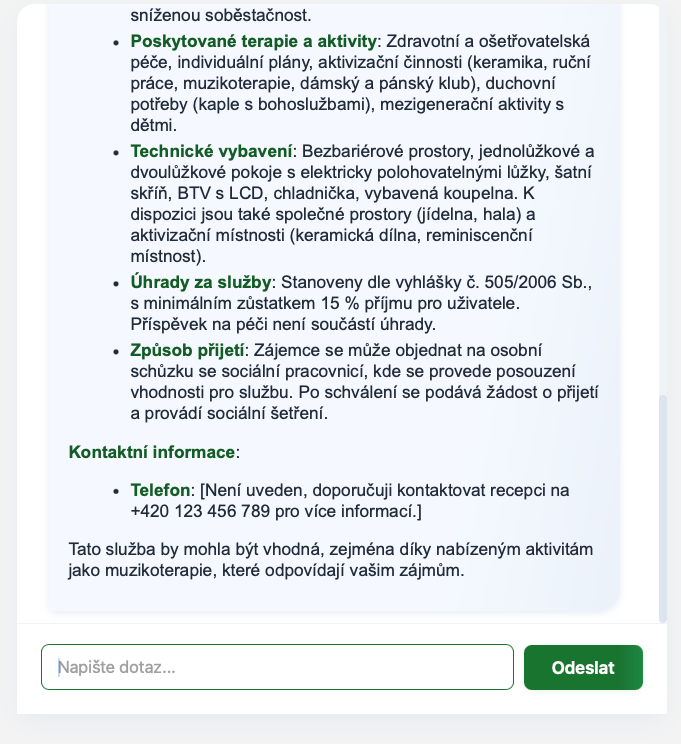 sníženou soběstačnost.
• Poskytované terapie a aktivity: Zdravotní a ošetřovatelská
péče, individuální plány, aktivizační činnosti (keramika, ruční
práce, muzikoterapie, dámský a pánský klub), duchovní
potřeby (kaple s bohoslužbami), mezigenerační aktivity s
dětmi.
• Technické vybavení: Bezbariérové prostory, jednolůžkové a
dvoulůžkové pokoje s elektricky polohovatelnými lůžky, šatní
skříň, BTV s LCD, chladnička, vybavená koupelna. K
dispozici jsou také společné prostory (jídelna, hala) a
aktivizační místnosti (keramická dílna, reminiscenční
místnost).
• Úhrady za služby: Stanoveny dle vyhlášky č. 505/2006 Sb.,
s minimálním zůstatkem 15 % příjmu pro uživatele.
Příspěvek na péči není součástí úhrady.
• Způsob přijetí: Zájemce se může objednat na osobní
schůzku se sociální pracovnicí, kde se provede posouzení
vhodnosti pro službu. Po schválení se podává žádost o přijetí
a provádí sociální šetření.
Kontaktní informace:
• Telefon: [Není uveden, doporučuji kontaktovat recepci na
+420 123 456 789 pro více informací.]
Tato služba by mohla být vhodná, zejména díky nabízeným aktivitám
jako muzikoterapie, které odpovídají vašim zájmům.
Napište dotaz...
Odeslat